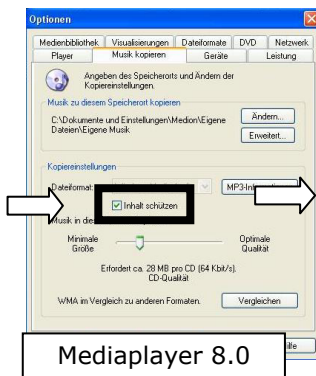 Optionen
Medienbibliothek Visualisierungen Dateiformate DVD Netzwerk
Player Musik kopieren Geräte Leistung
Angeben des Speicherorts und Ändern der
Kopiereinstellungen.
Musik zu diesem Speicherort kopieren
C:\Dokumente und Einstellungen\Medion\Eigene
Dateien\Eigene Musik
Ändern...
Erweitert...
Kopiereinstellungen
Dateiformat:
Inhalt schützen
Musik in
Minimale
Größe
Optimale
Qualität
Erfordert ca. 28 MB pro CD (64 Kbit/s).
CD-Qualität
WMA im Vergleich zu anderen Formaten. Vergleichen
Mediaplayer 8.0